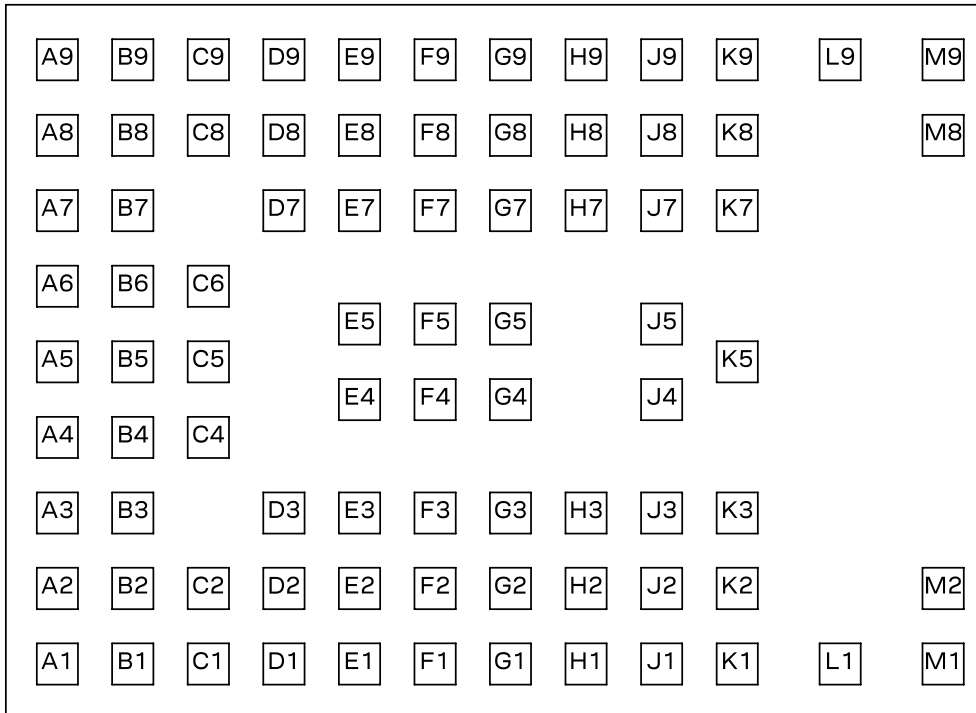 A9 B9 C9 D9 E9 F9 G9 H9 J9 K9 L9 M9
A8 B8 C8 D8 E8 F8 G8 H8 J8 K8 M8
A7 B7 D7 E7 F7 G7 H7 J7 K7
A6 B6 C6
E5 F5 G5 J5
A5 B5 C5 K5
E4 F4 G4 J4
A4 B4 C4
A3 B3 D3 E3 F3 G3 H3 J3 K3
A2 B2 C2 D2 E2 F2 G2 H2 J2 K2 M2
A1 B1 C1 D1 E1 F1 G1 H1 J1 K1 L1 M1